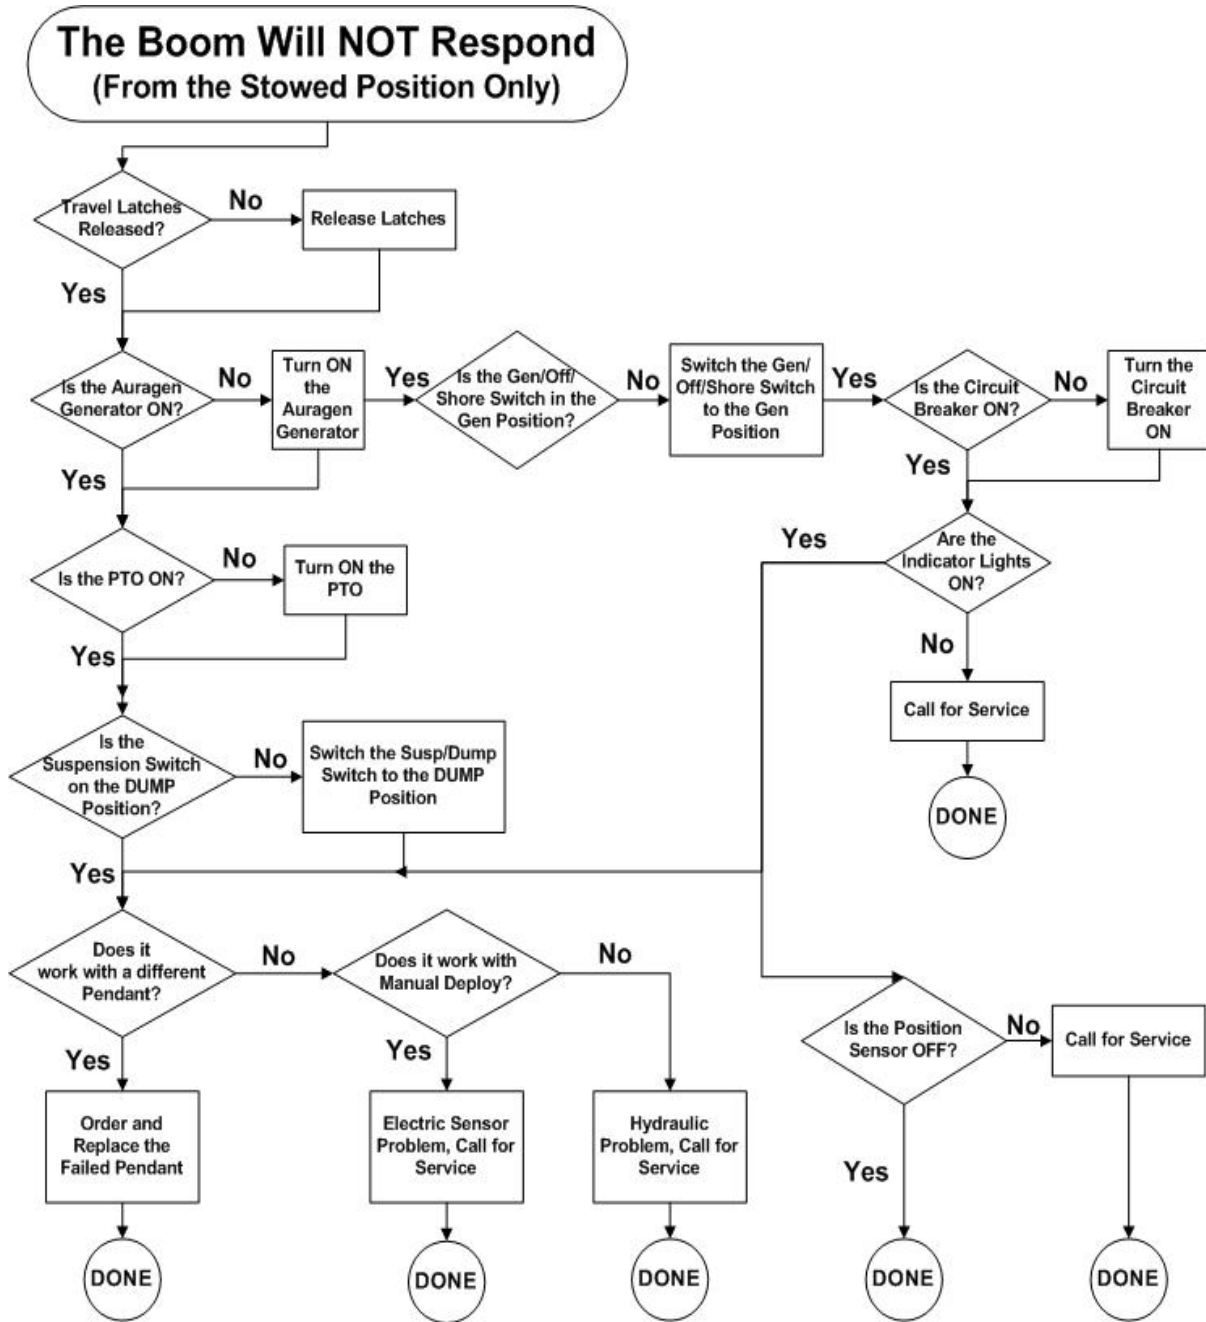 The Boom Will NOT Respond
(From the Stowed Position Only)
Travel Latches
Released?
No
Release Latches
Yes
Is the Auragen
Generator ON?
No
Turn ON
the
Auragen
Generator
Yes
Is the Gen/Off/
Shore Switch in the
Gen Position?
No
Switch the Gen/
Off/Shore Switch
to the Gen
Position
Yes
Is the Circuit
Breaker ON?
No
Turn the
Circuit
Breaker
ON
Yes
Yes
Is the PTO ON?
No
Turn ON the
PTO
Yes
Are the
Indicator Lights
ON?
Yes
No
Call for Service
DONE
Is the
Suspension Switch
on the DUMP
Position?
No
Switch the Susp/Dump
Switch to the DUMP
Position
Yes
Does it
work with a different
Pendant?
No
Does it work with
Manual Deploy?
No
Is the Position
Sensor OFF?
No
Call for Service
Yes
Yes
Yes
Order and
Replace the
Failed Pendant
Electric Sensor
Problem, Call for
Service
Hydraulic
Problem, Call for
Service
DONE
DONE
DONE
DONE
DONE